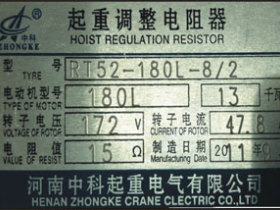 中科 起重调整电阻器
ZHONGKE HOIST REGULATION RESISTOR
型号 RT52-180L-8/2
TYPE
电动机型号 180L 13 千瓦
TYPE OF MOTOR
转子电压 172 V 转子电流 47.8
VOLTAGE OF ROTOR CURRENT OF ROTOR
电阻值 15 Ω 制造日期 2011
VALUE OF RESIST MADE DATE
河南中科起重电气有限公司
HENAN ZHONGKE CRANE ELECTRIC CO.,LTD